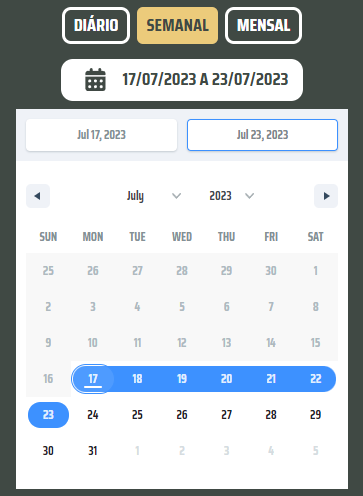 DIÁRIO SEMANAL MENSAL
17/07/2023 A 23/07/2023
Jul 17, 2023 Jul 23, 2023
July 2023
SUN MON TUE WED THU FRI SAT
25 26 27 28 29 30 1
2 3 4 5 6 7 8
9 10 11 12 13 14 15
16 17 18 19 20 21 22
23 24 25 26 27 28 29
30 31 1 2 3 4 5